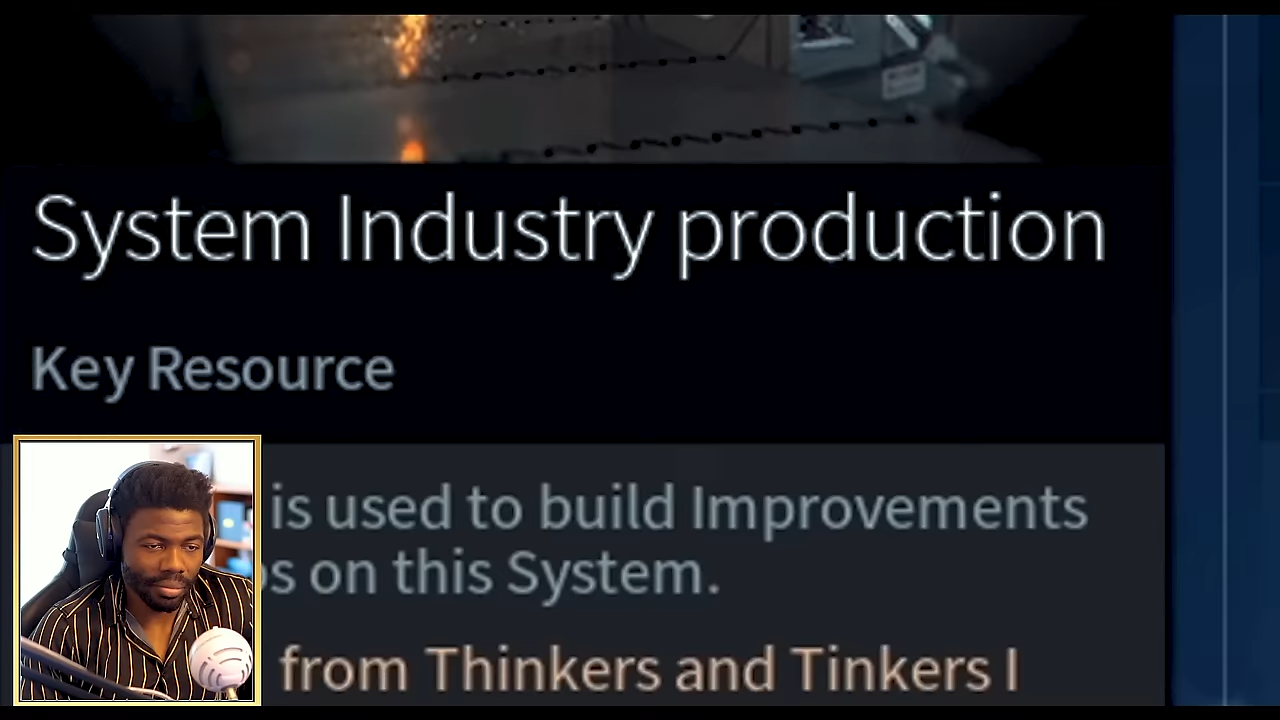 System Industry production
Key Resource
is used to build Improvements
on this System.
from Thinkers and Tinkers I